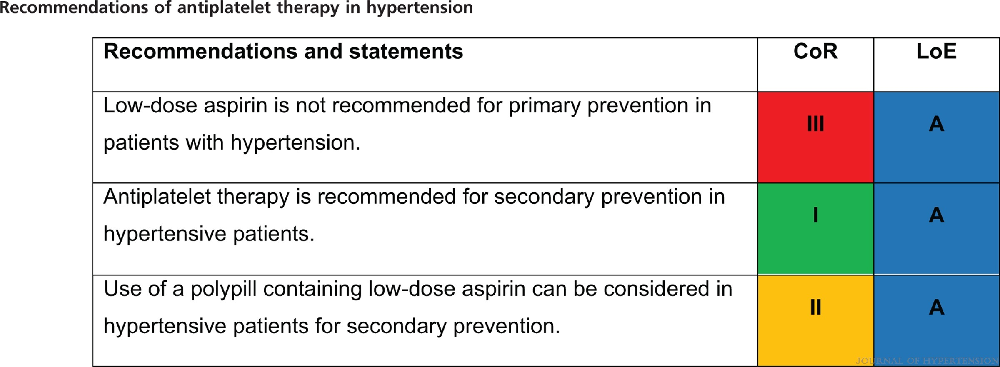 Recommendations of antiplatelet therapy in hypertension
Recommendations and statements CoR LoE
Low-dose aspirin is not recommended for primary prevention in
patients with hypertension.
III A
Antiplatelet therapy is recommended for secondary prevention in
hypertensive patients.
I A
Use of a polypill containing low-dose aspirin can be considered in
hypertensive patients for secondary prevention.
II A
JOURNAL OF HYPERTENSION